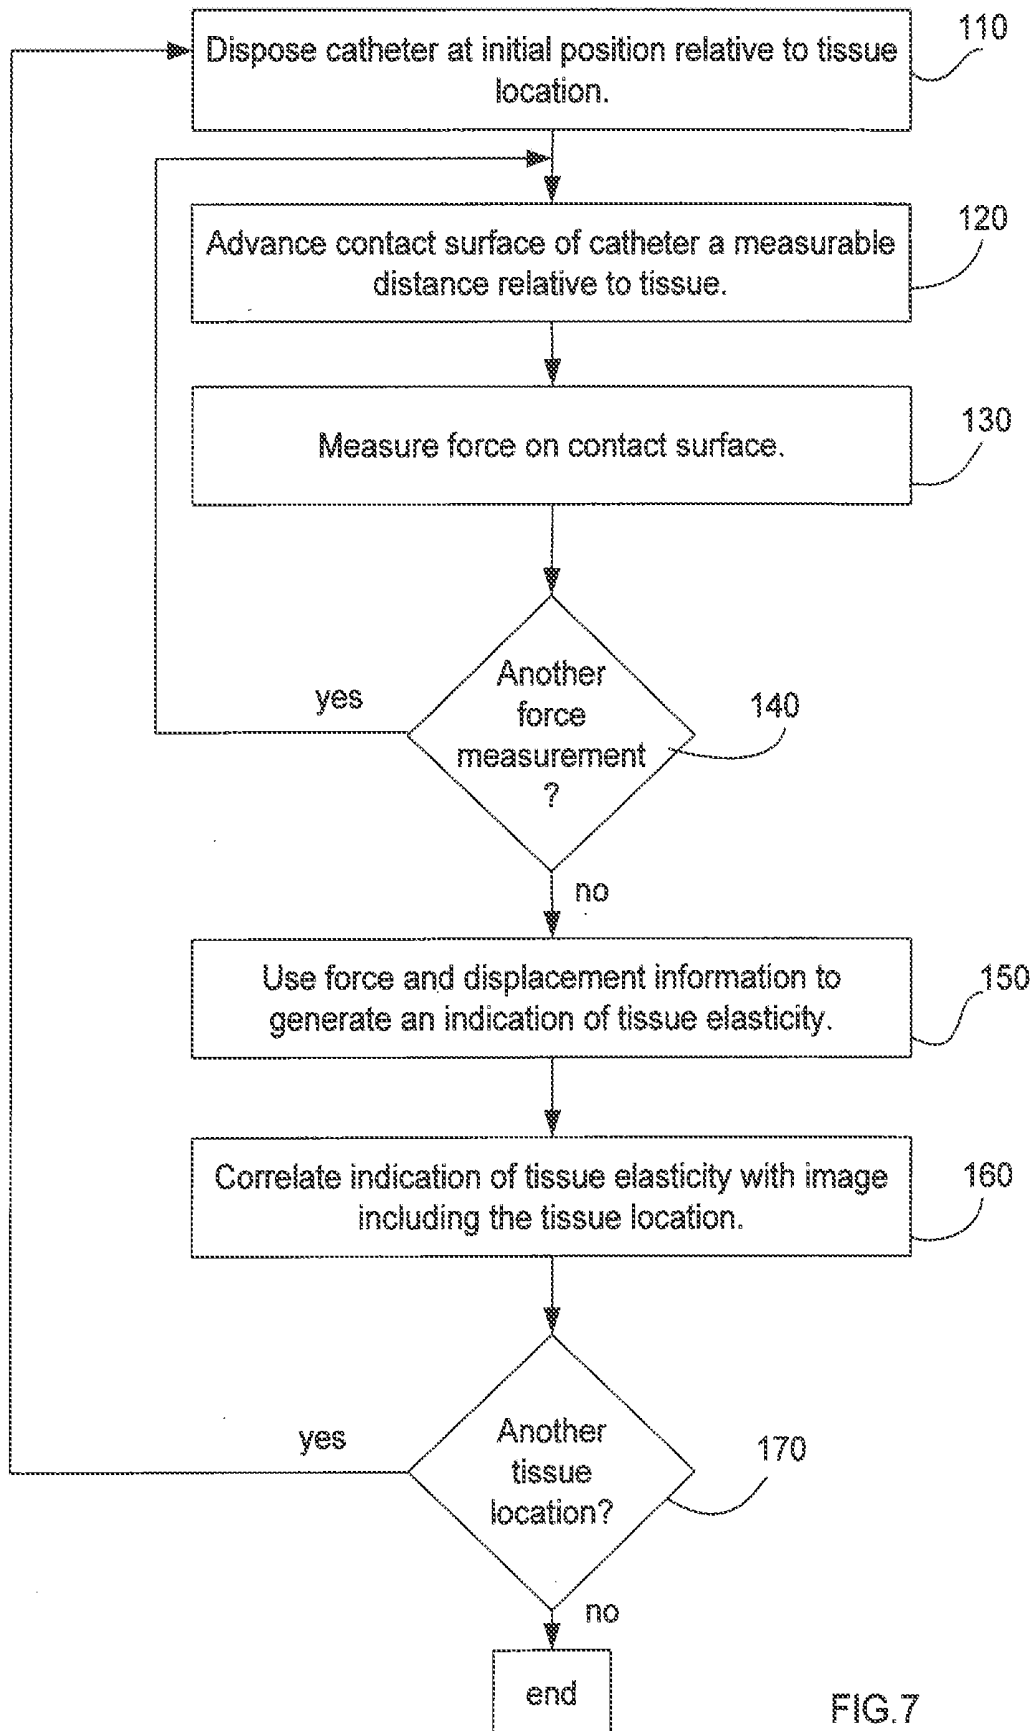 Dispose catheter at initial position relative to tissue
location.
110
Advance contact surface of catheter a measurable
distance relative to tissue.
120
Measure force on contact surface.
130
Another
force
measurement
?
140
yes
no
Use force and displacement information to
generate an indication of tissue elasticity.
150
Correlate indication of tissue elasticity with image
including the tissue location.
160
Another
tissue
location?
170
yes
no
end
FIG.7